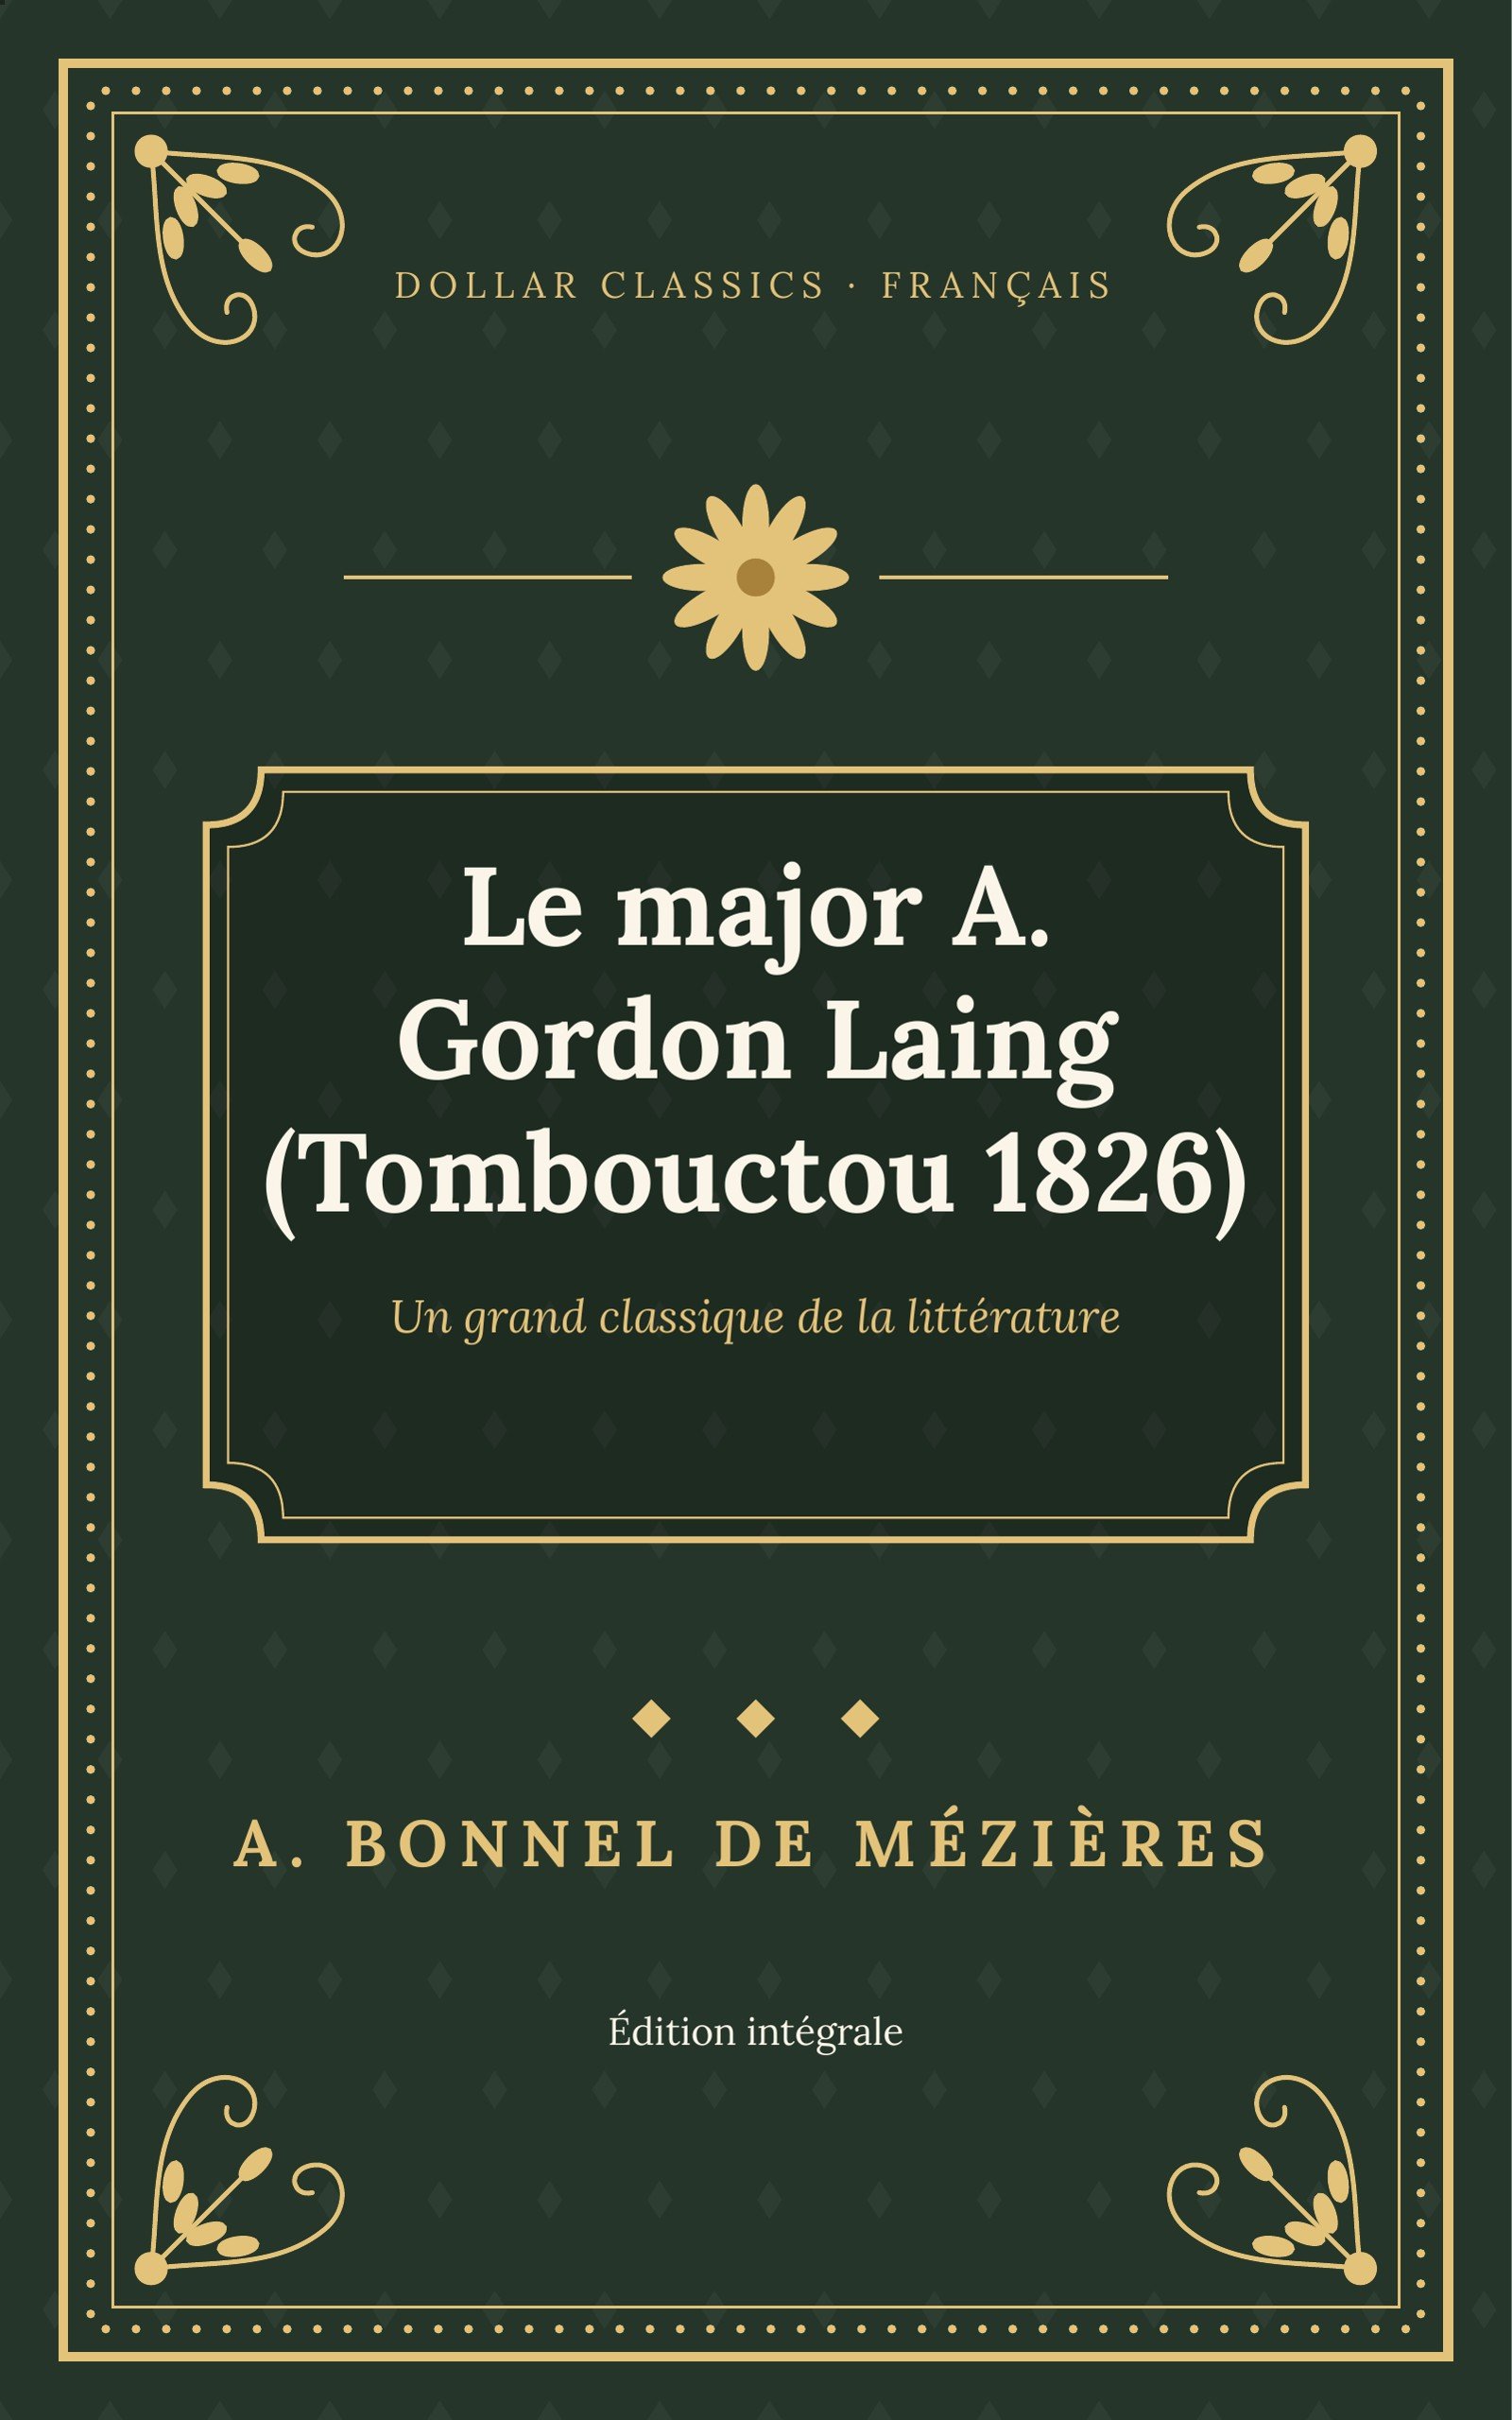 DOLLAR CLASSICS · FRANÇAIS
Le major A.
Gordon Laing
(Tombouctou 1826)
Un grand classique de la littérature
A. BONNEL DE MÉZIÈRES
Édition intégrale